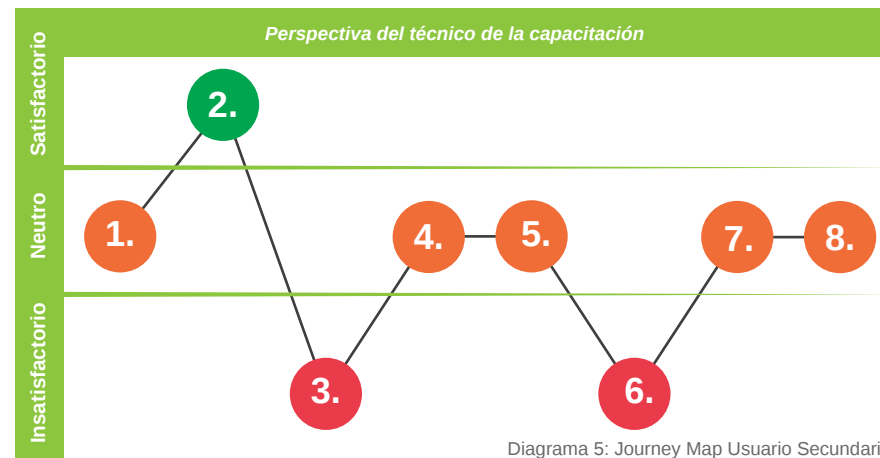 Perspectiva del técnico de la capacitación
Satisfactorio
2.
Neutro
1.
4.
5.
7.
8.
Insatisfactorio
3.
6.
Diagrama 5: Journey Map Usuario Secundari